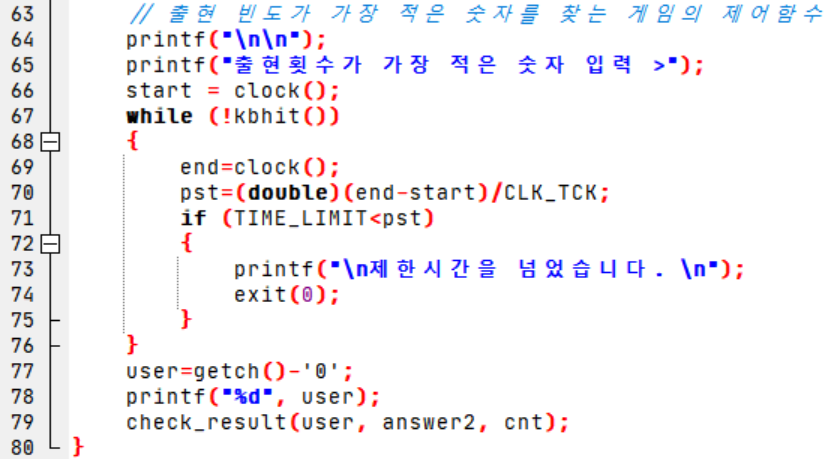 63 // 출현 빈도가 가장 적은 숫자를 찾는 게임의 제어함수
64 printf("\n\n");
65 printf("출현횟수가 가장 적은 숫자 입력 >");
66 start = clock();
67 while (!kbhit())
68 {
69 end=clock();
70 pst=(double)(end-start)/CLK_TCK;
71 if (TIME_LIMIT<pst)
72 {
73 printf("\n제한시간을 넘었습니다. \n");
74 exit(0);
75 }
76 }
77 user=getch()-'0';
78 printf("%d", user);
79 check_result(user, answer2, cnt);
80 }